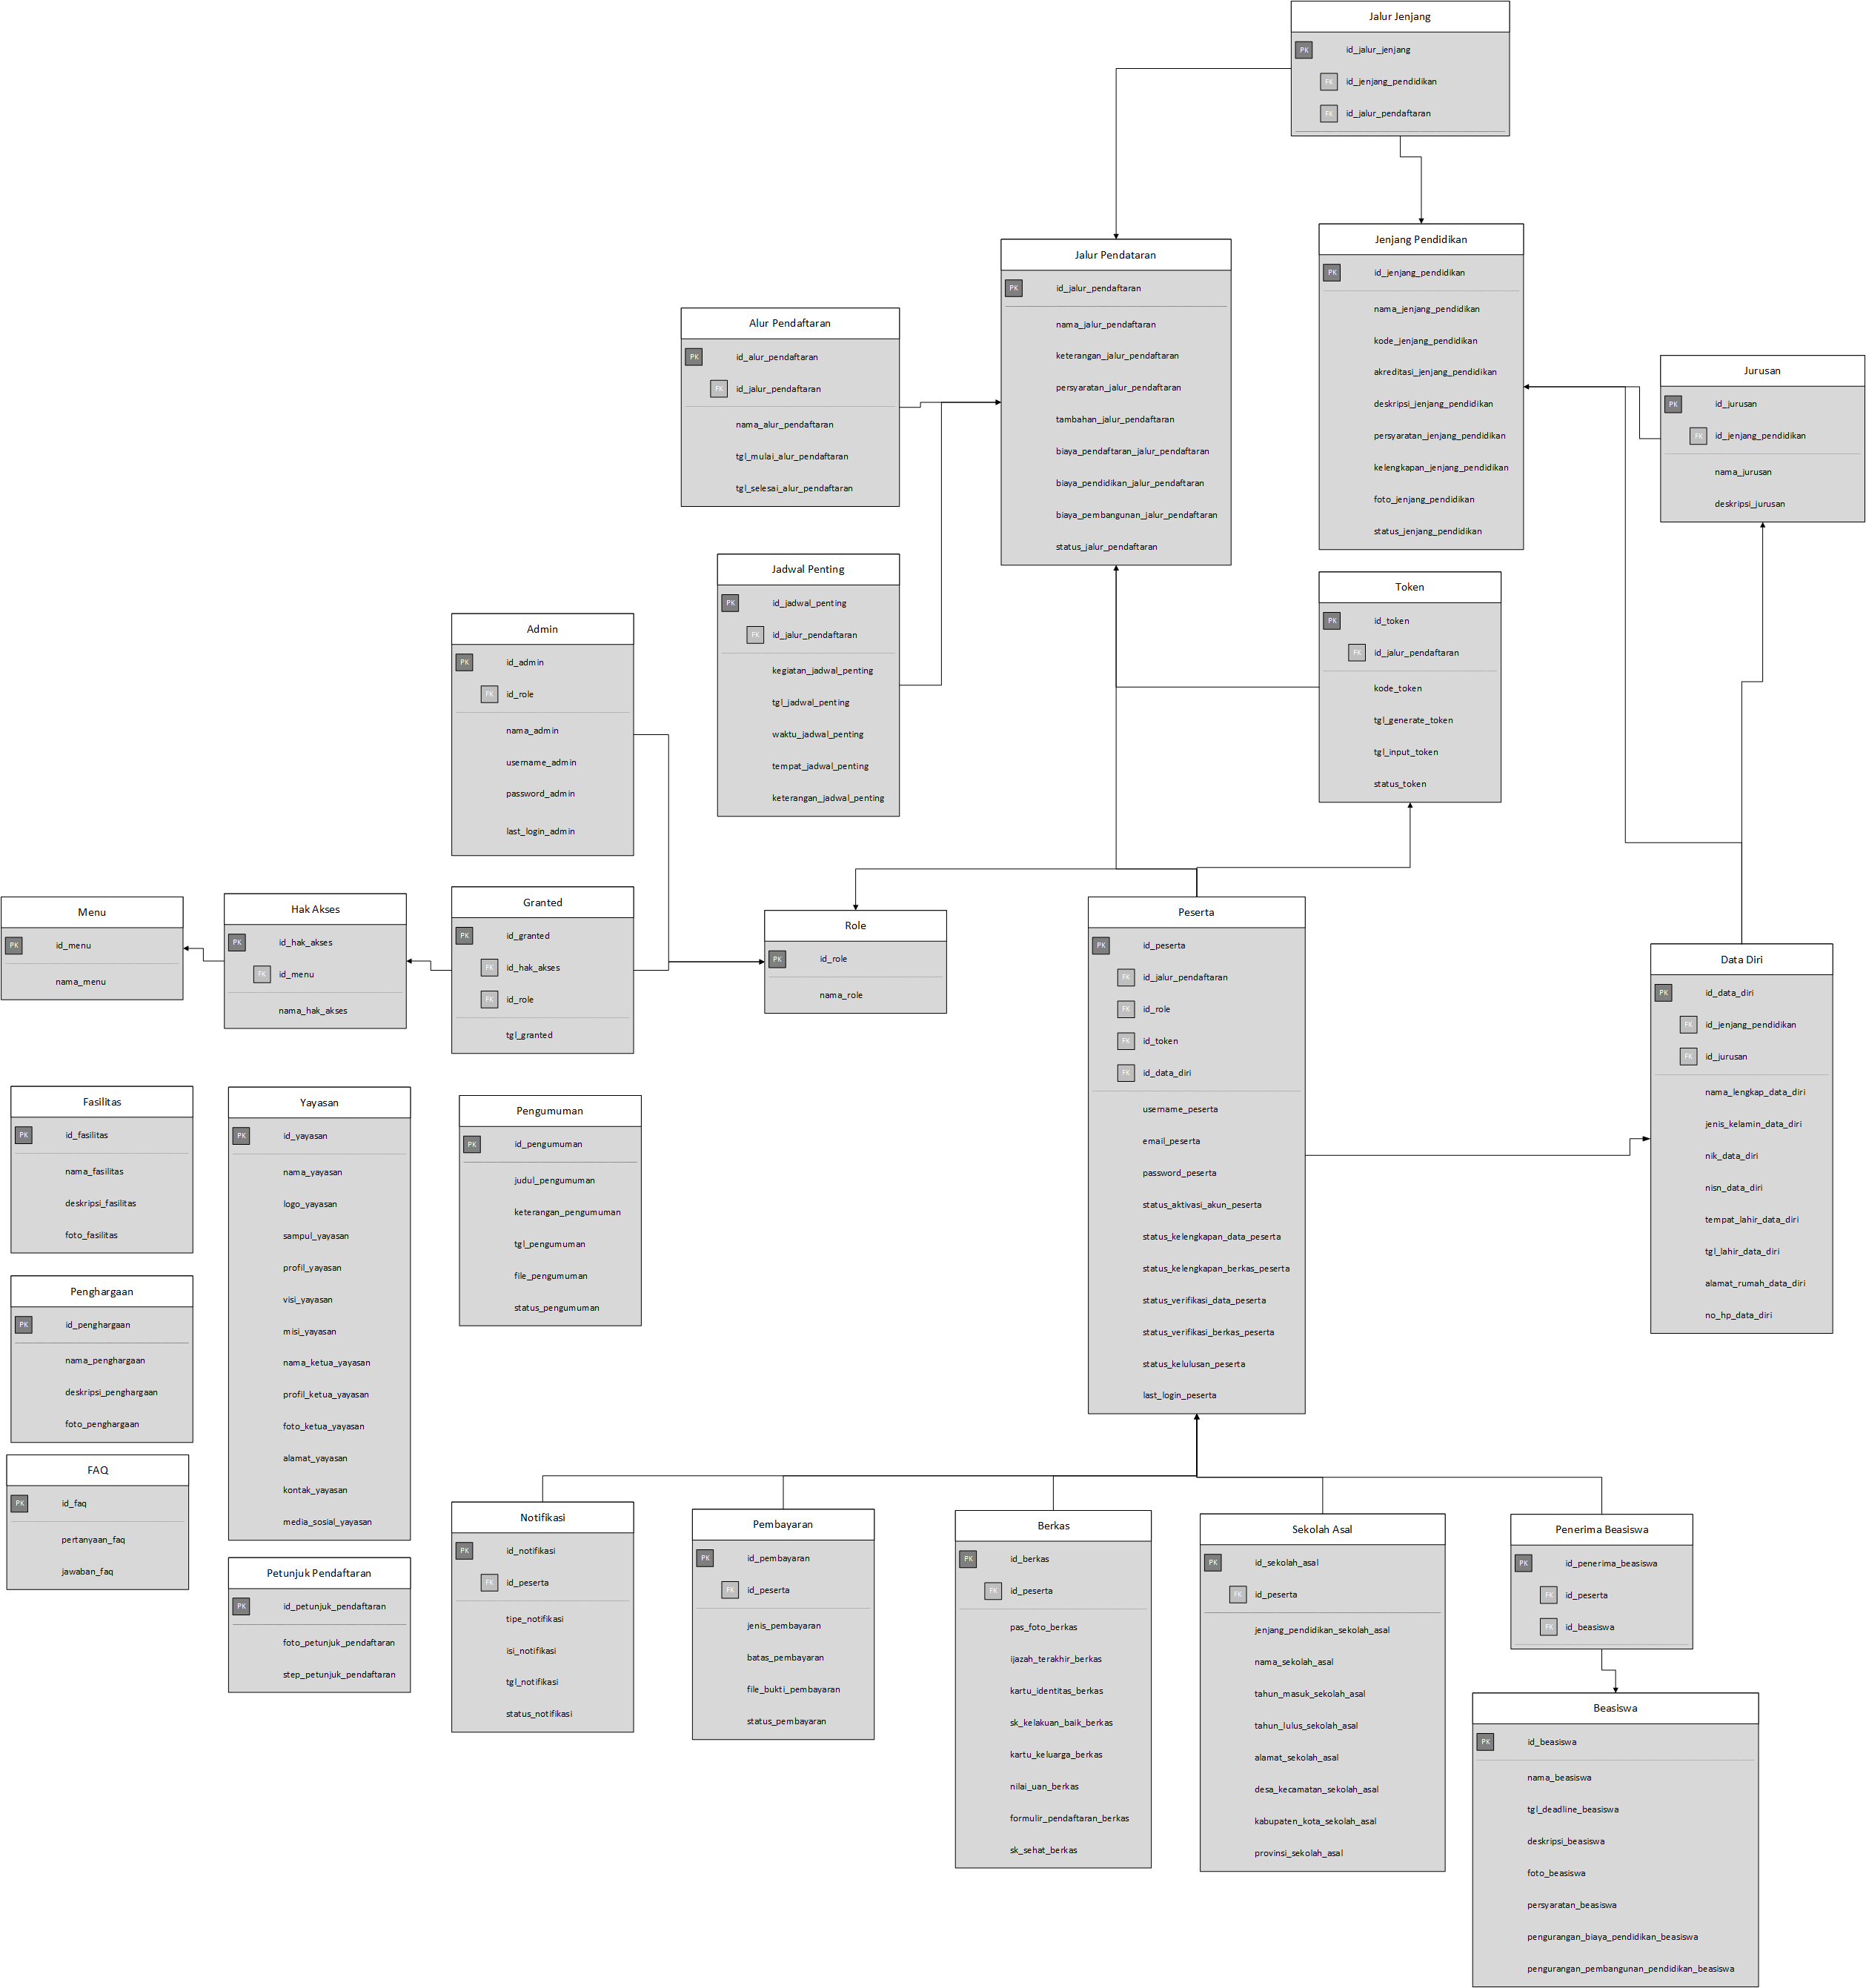 Jalur Jenjang
PK id_jalur_jenjang
FK id_jenjang_pendidikan
FK id_jalur_pendaftaran
Jenjang Pendidikan
PK id_jenjang_pendidikan
nama_jenjang_pendidikan
kode_jenjang_pendidikan
akreditasi_jenjang_pendidikan
deskripsi_jenjang_pendidikan
persyaratan_jenjang_pendidikan
kelengkapan_jenjang_pendidikan
foto_jenjang_pendidikan
status_jenjang_pendidikan
Jalur Pendataran
PK id_jalur_pendaftaran
nama_jalur_pendaftaran
keterangan_jalur_pendaftaran
persyaratan_jalur_pendaftaran
tambahan_jalur_pendaftaran
biaya_pendaftaran_jalur_pendaftaran
biaya_pendidikan_jalur_pendaftaran
biaya_pembangunan_jalur_pendaftaran
status_jalur_pendaftaran
Alur Pendaftaran
PK id_alur_pendaftaran
FK id_jalur_pendaftaran
nama_alur_pendaftaran
tgl_mulai_alur_pendaftaran
tgl_selesai_alur_pendaftaran
Jurusan
PK id_jurusan
FK id_jenjang_pendidikan
nama_jurusan
deskripsi_jurusan
Jadwal Penting
PK id_jadwal_penting
FK id_jalur_pendaftaran
kegiatan_jadwal_penting
tgl_jadwal_penting
waktu_jadwal_penting
tempat_jadwal_penting
keterangan_jadwal_penting
Token
PK id_token
FK id_jalur_pendaftaran
kode_token
tgl_generate_token
tgl_input_token
status_token
Admin
PK id_admin
FK id_role
nama_admin
username_admin
password_admin
last_login_admin
Menu
PK id_menu
nama_menu
Hak Akses
PK id_hak_akses
FK id_menu
nama_hak_akses
Granted
PK id_granted
FK id_hak_akses
FK id_role
tgl_granted
Role
PK id_role
nama_role
Peserta
PK id_peserta
FK id_jalur_pendaftaran
FK id_role
FK id_token
FK id_data_diri
username_peserta
email_peserta
password_peserta
status_aktivasi_akun_peserta
status_kelengkapan_data_peserta
status_kelengkapan_berkas_peserta
status_verifikasi_data_peserta
status_verifikasi_berkas_peserta
status_kelulusan_peserta
last_login_peserta
Data Diri
PK id_data_diri
FK id_jenjang_pendidikan
FK id_jurusan
nama_lengkap_data_diri
jenis_kelamin_data_diri
nik_data_diri
nisn_data_diri
tempat_lahir_data_diri
tgl_lahir_data_diri
alamat_rumah_data_diri
no_hp_data_diri
Fasilitas
PK id_fasilitas
nama_fasilitas
deskripsi_fasilitas
foto_fasilitas
Yayasan
PK id_yayasan
nama_yayasan
logo_yayasan
sampul_yayasan
profil_yayasan
visi_yayasan
misi_yayasan
nama_ketua_yayasan
profil_ketua_yayasan
foto_ketua_yayasan
alamat_yayasan
kontak_yayasan
media_sosial_yayasan
Pengumuman
PK id_pengumuman
judul_pengumuman
keterangan_pengumuman
tgl_pengumuman
file_pengumuman
status_pengumuman
Penghargaan
PK id_penghargaan
nama_penghargaan
deskripsi_penghargaan
foto_penghargaan
FAQ
PK id_faq
pertanyaan_faq
jawaban_faq
Petunjuk Pendaftaran
PK id_petunjuk_pendaftaran
foto_petunjuk_pendaftaran
step_petunjuk_pendaftaran
Notifikasi
PK id_notifikasi
FK id_peserta
tipe_notifikasi
isi_notifikasi
tgl_notifikasi
status_notifikasi
Pembayaran
PK id_pembayaran
FK id_peserta
jenis_pembayaran
batas_pembayaran
file_bukti_pembayaran
status_pembayaran
Berkas
PK id_berkas
FK id_peserta
pas_foto_berkas
ijazah_terakhir_berkas
kartu_identitas_berkas
sk_kelakuan_baik_berkas
kartu_keluarga_berkas
nilai_uan_berkas
formulir_pendaftaran_berkas
sk_sehat_berkas
Sekolah Asal
PK id_sekolah_asal
FK id_peserta
jenjang_pendidikan_sekolah_asal
nama_sekolah_asal
tahun_masuk_sekolah_asal
tahun_lulus_sekolah_asal
alamat_sekolah_asal
desa_kecamatan_sekolah_asal
kabupaten_kota_sekolah_asal
provinsi_sekolah_asal
Penerima Beasiswa
PK id_penerima_beasiswa
FK id_peserta
FK id_beasiswa
Beasiswa
PK id_beasiswa
nama_beasiswa
tgl_deadline_beasiswa
deskripsi_beasiswa
foto_beasiswa
persyaratan_beasiswa
pengurangan_biaya_pendidikan_beasiswa
pengurangan_pembangunan_pendidikan_beasiswa